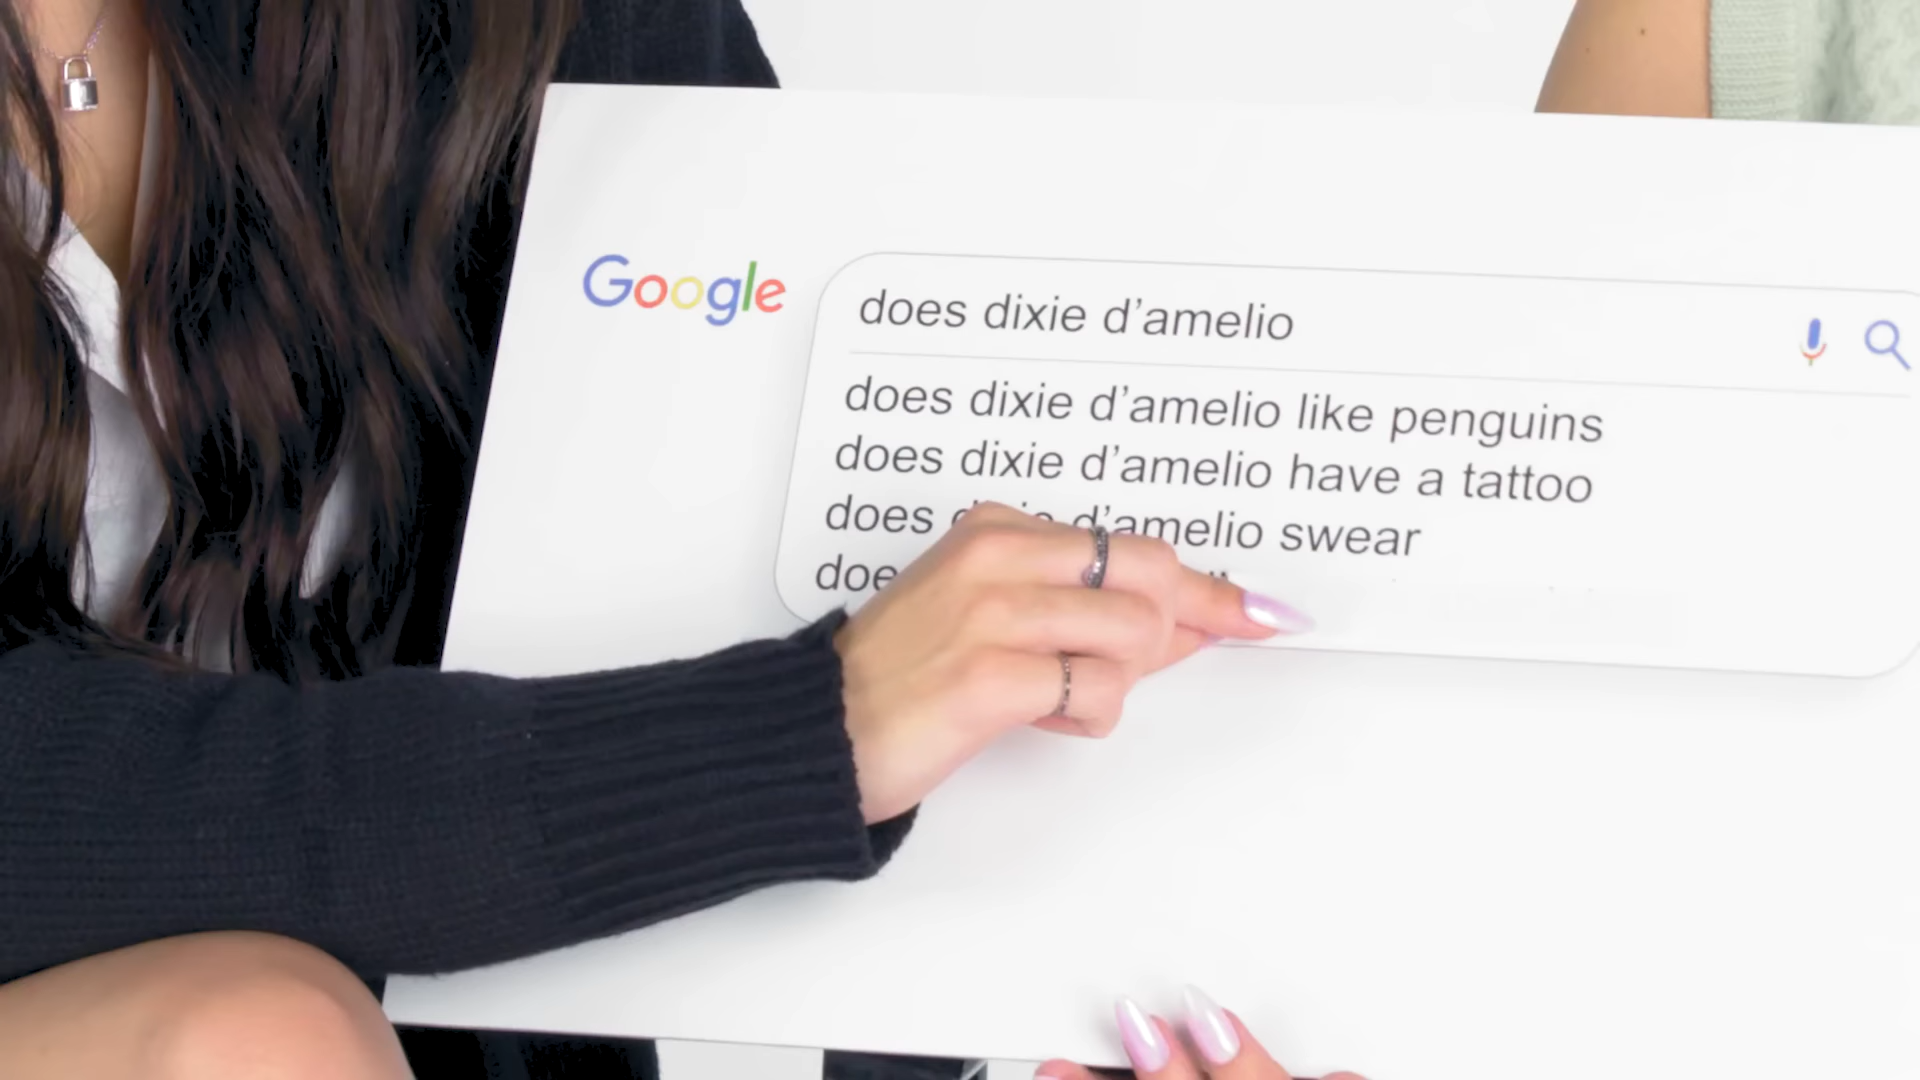 Google
does dixie d'amelio
does dixie d'amelio like penguins
does dixie d'amelio have a tattoo
does d'amelio swear